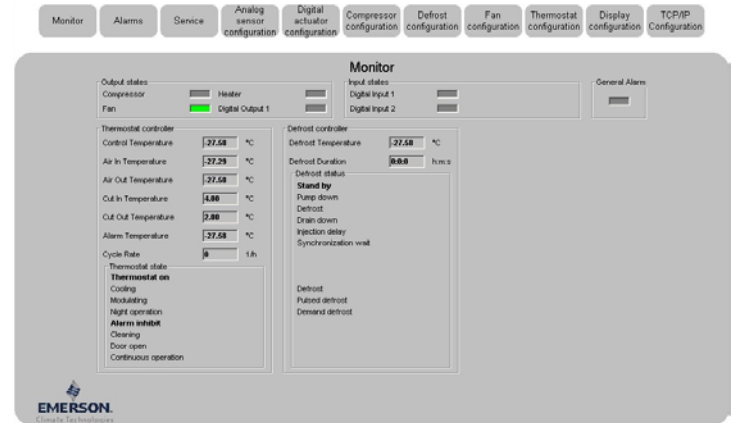 Monitor
Alarms
Service
Analog sensor configuration
Digital actuator configuration
Compressor configuration
Defrost configuration
Fan configuration
Thermostat configuration
Display configuration
TCP/IP Configuration
Monitor
Output states
Compressor
Heater
Fan
Digital Output 1
Input states
Digital Input 1
Digital Input 2
General Alarm
Thermostat controller
Control Temperature -27.50 °C
Air In Temperature -27.29 °C
Air Out Temperature -27.50 °C
Cut In Temperature 4.00 °C
Cut Out Temperature 2.00 °C
Alarm Temperature -27.50 °C
Cycle Rate 0 1/h
Thermostat state
Thermostat on
Cooling
Modulating
Night operation
Alarm inhibit
Cleaning
Door open
Continuous operation
Defrost controller
Defrost Temperature -27.50 °C
Defrost Duration 0:0:0 h:m:s
Defrost status
Stand by
Pump down
Defrost
Drain down
Injection delay
Synchronization wait
Defrost
Pulsed defrost
Demand defrost
EMERSON.
Climate Technologies